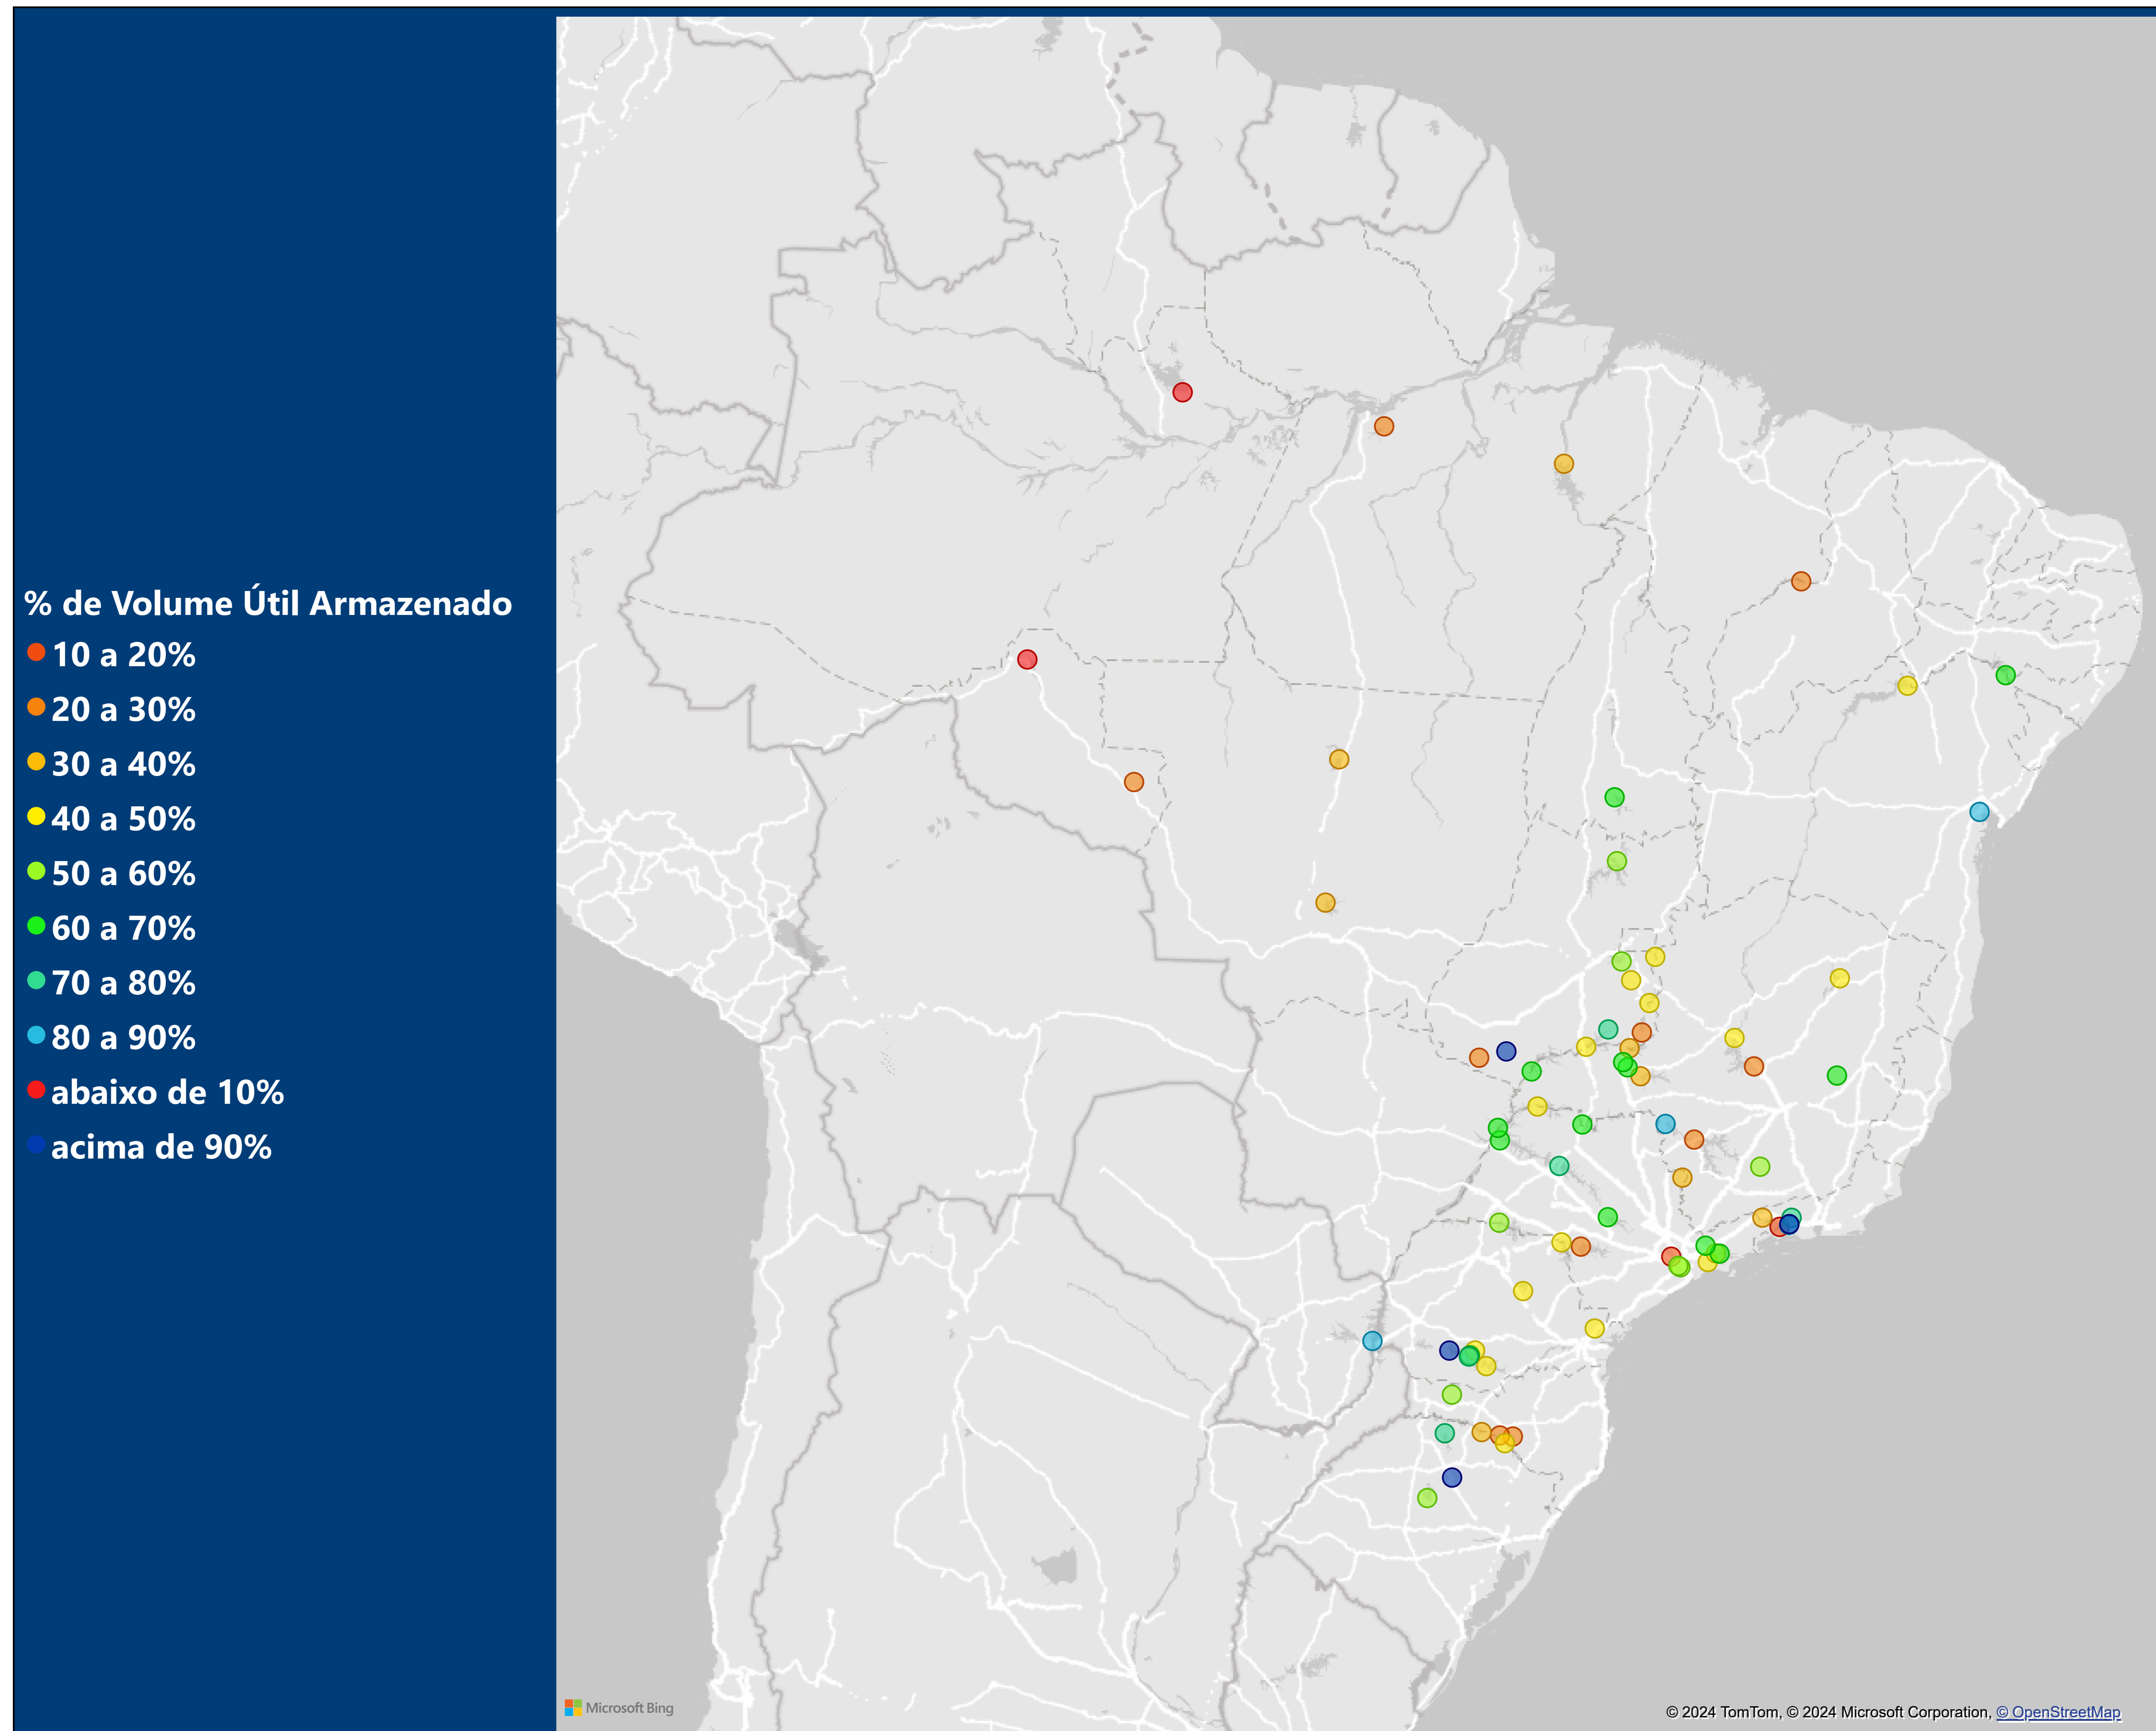 % de Volume Útil Armazenado
10 a 20%
20 a 30%
30 a 40%
40 a 50%
50 a 60%
60 a 70%
70 a 80%
80 a 90%
abaixo de 10%
acima de 90%
Microsoft Bing
© 2024 TomTom, © 2024 Microsoft Corporation, © OpenStreetMap